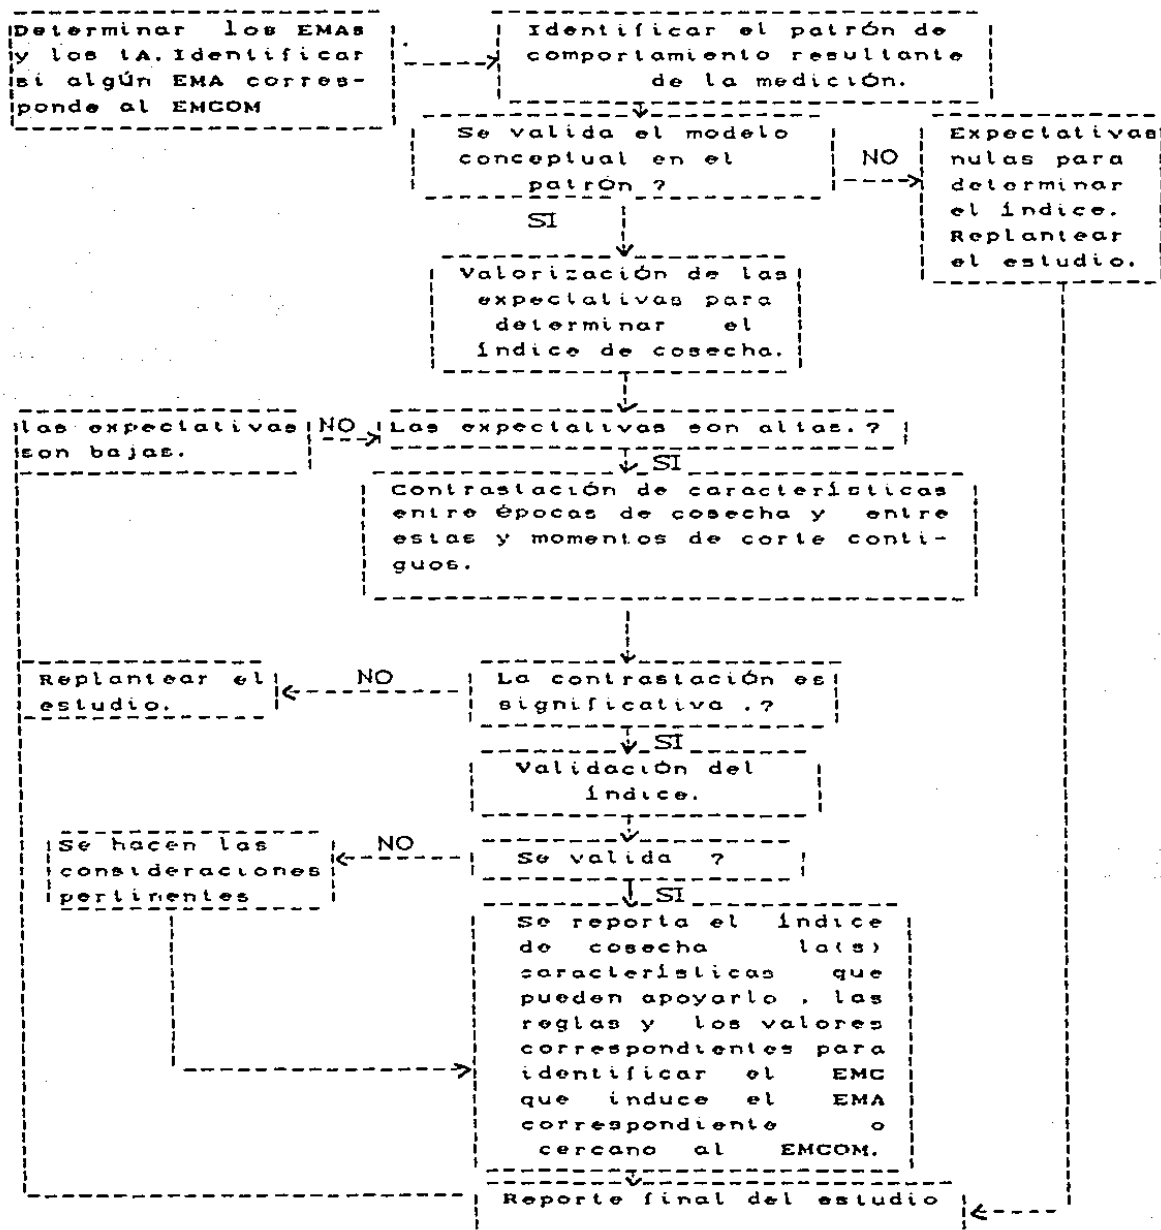 Determinar los EMAs
y los IA. Identificar
si algún EMA corres-
ponde al EMCOM
Identificar el patrón de
comportamiento resultante
de la medición.
Se valida el modelo
conceptual en el
patrón ?
NO
Expectativas
nulas para
determinar
el índice.
Replantear
el estudio.
SI
Valorización de las
expectativas para
determinar el
índice de cosecha.
las expectativas
son bajas.
NO
Las expectativas son altas.?
SI
Contrastación de características
entre épocas de cosecha y entre
estas y momentos de corte conti-
guos.
Replantear el
estudio.
NO
La contrastación es
significativa .?
SI
Validación del
índice.
Se hacen las
consideraciones
pertinentes
NO
Se valida ?
SI
Se reporta el índice
de cosecha la(s)
características que
pueden apoyarlo , las
reglas y los valores
correspondientes para
identificar el EMC
que induce el EMA
correspondiente o
cercano al EMCOM.
Reporte final del estudio